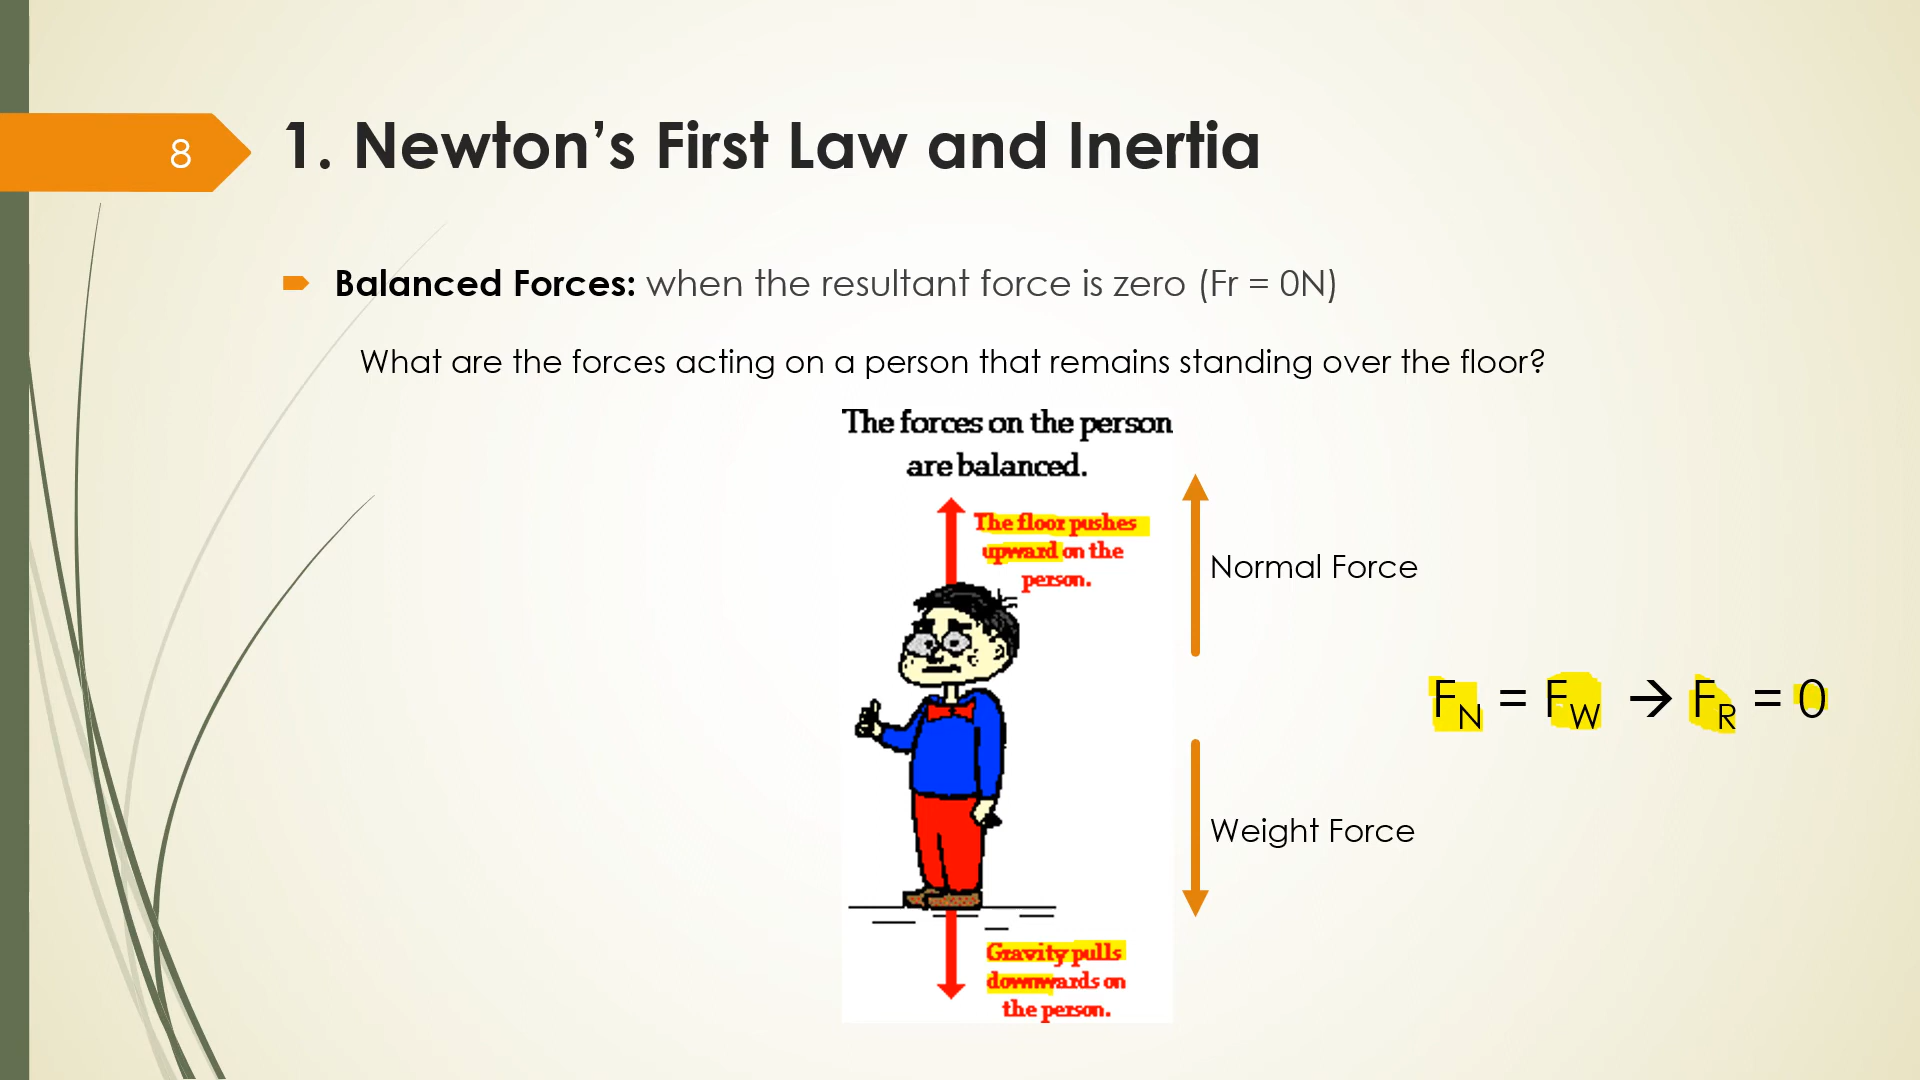 8
1. Newton’s First Law and Inertia
Balanced Forces: when the resultant force is zero (Fr = 0N)
What are the forces acting on a person that remains standing over the floor?
The forces on the person
are balanced.
The floor pushes
upward on the
person.
Normal Force
F_N = F_W → F_R = 0
Weight Force
Gravity pulls
downwards on
the person.